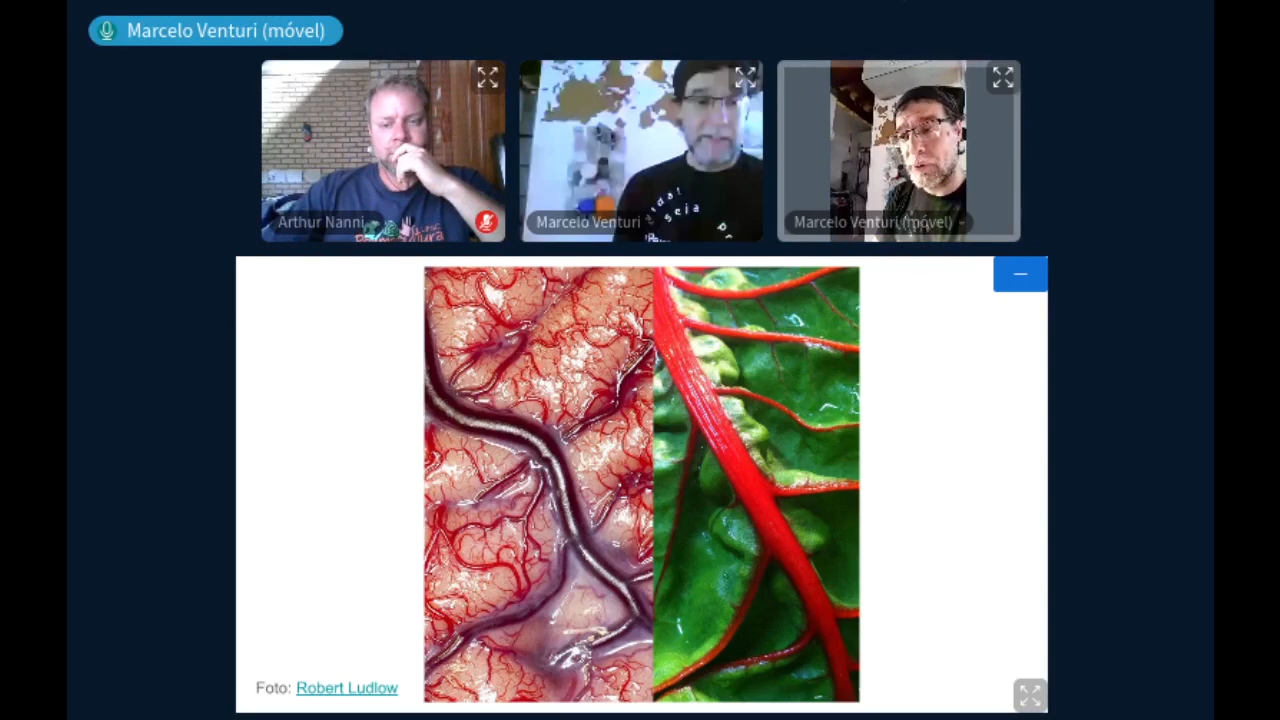 Marcelo Venturi (móvel)
Arthur Nanni
Marcelo Venturi
Marcelo Venturi (móvel)
Foto: Robert Ludlow